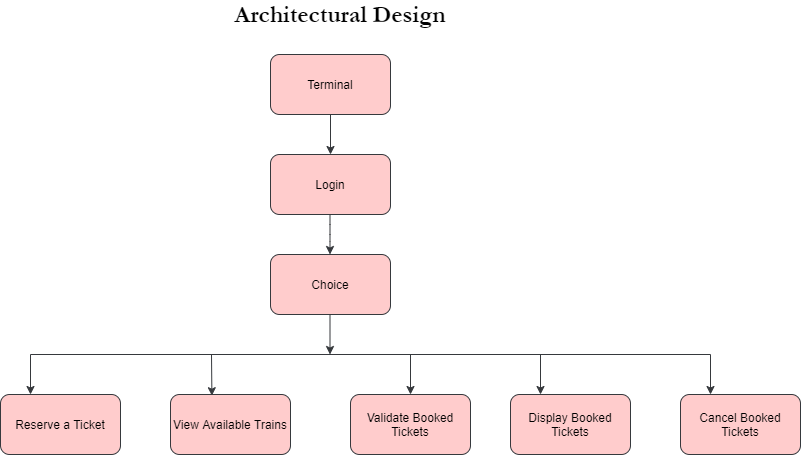 Architectural Design
Terminal
Login
Choice
Reserve a Ticket
View Available Trains
Validate Booked
Tickets
Display Booked
Tickets
Cancel Booked
Tickets